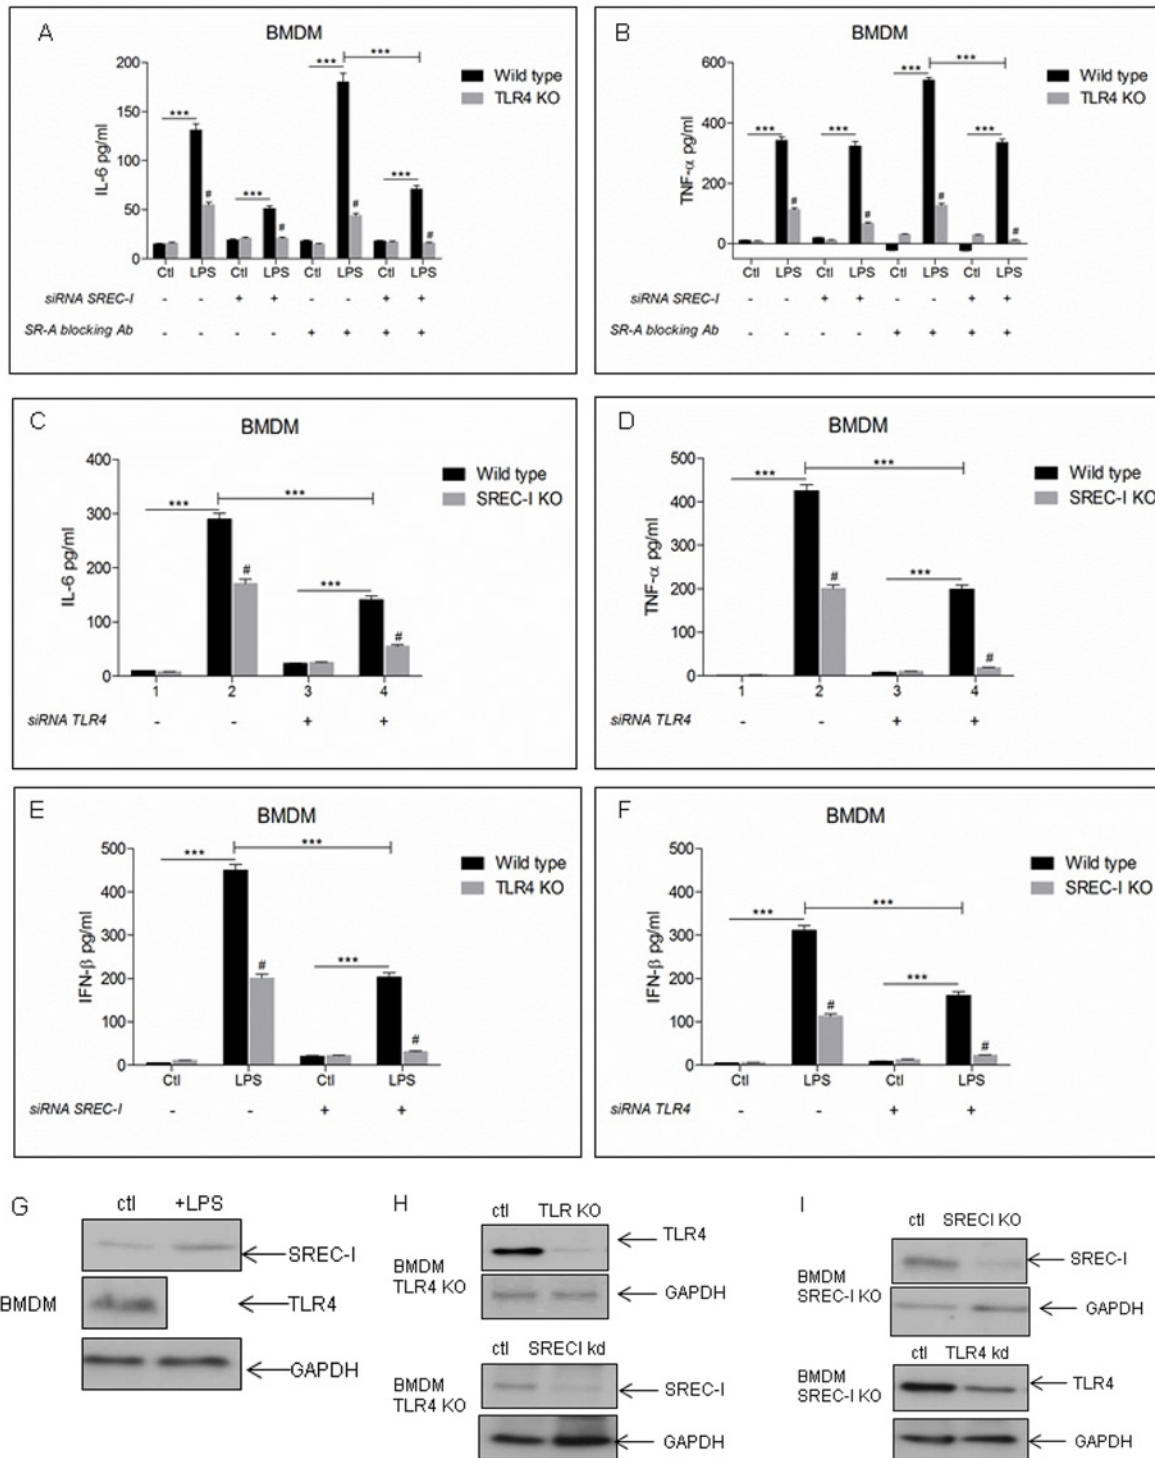 A
BMDM
Wild type
TLR4 KO
IL-6 pg/ml
200
150
100
50
0
*** *** *** *** ***
# # # #
Ctl LPS Ctl LPS Ctl LPS Ctl LPS
siRNA SREC-I - - + + - - + +
SR-A blocking Ab - - - - + + + +
B
BMDM
Wild type
TLR4 KO
TNF-α pg/ml
600
400
200
0
*** *** *** *** ***
# # # #
Ctl LPS Ctl LPS Ctl LPS Ctl LPS
siRNA SREC-I - - + + - - + +
SR-A blocking Ab - - - - + + + +
C
BMDM
Wild type
SREC-I KO
IL-6 pg/ml
400
300
200
100
0
*** *** ***
# #
1 2 3 4
siRNA TLR4 - - + +
D
BMDM
Wild type
SREC-I KO
TNF-α pg/ml
500
400
300
200
100
0
*** *** ***
# #
1 2 3 4
siRNA TLR4 - - + +
E
BMDM
Wild type
TLR4 KO
IFN-β pg/ml
500
400
300
200
100
0
*** *** ***
# #
Ctl LPS Ctl LPS
siRNA SREC-I - - + +
F
BMDM
Wild type
SREC-I KO
IFN-β pg/ml
500
400
300
200
100
0
*** *** ***
# #
Ctl LPS Ctl LPS
siRNA TLR4 - - + +
G
ctl +LPS
SREC-I
BMDM
TLR4
GAPDH
H
ctl TLR KO
TLR4
BMDM
TLR4 KO
GAPDH
ctl SRECI kd
BMDM
TLR4 KO
SREC-I
GAPDH
I
ctl SRECI KO
SREC-I
BMDM
SREC-I KO
GAPDH
ctl TLR4 kd
BMDM
SREC-I KO
TLR4
GAPDH